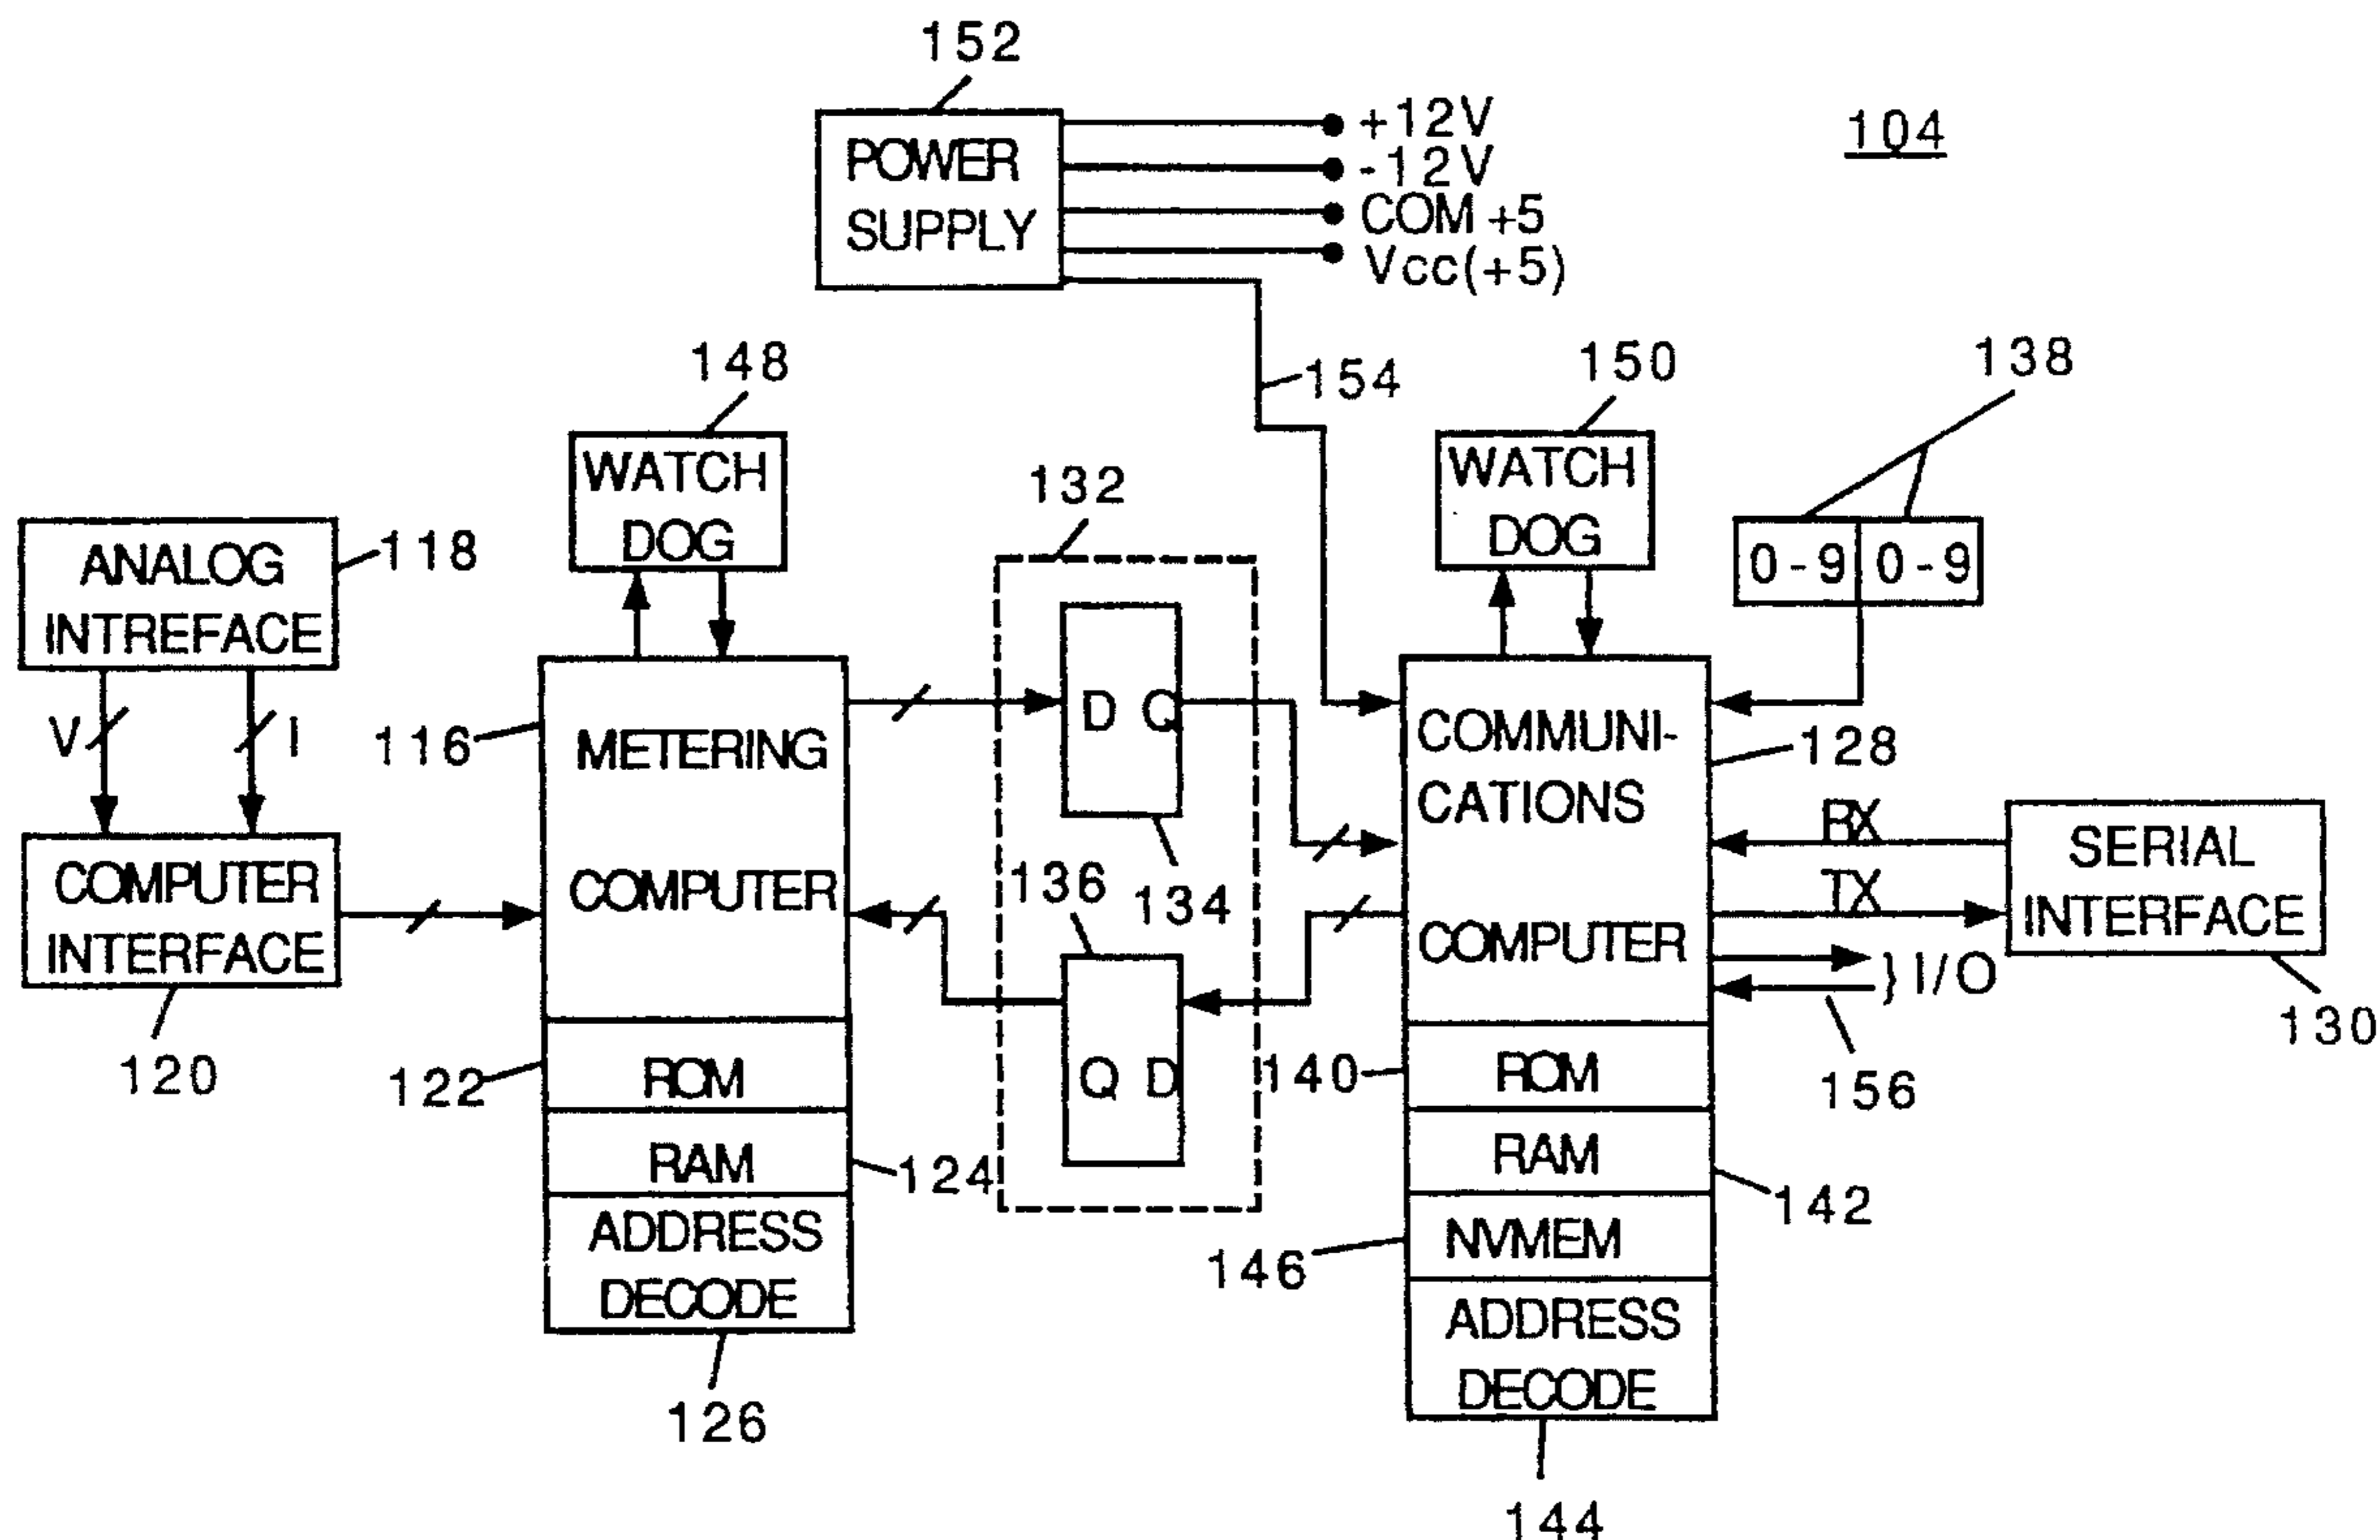 152
POWER
SUPPLY
+12V
-12V
COM +5
Vcc(+5)
104
148
154
150
138
WATCH
DOG
132
WATCH
DOG
0-9 0-9
ANALOG
INTREFACE
118
V
I
116
METERING
COMPUTER
D Q
134
136
Q D
COMMUNI-
CATIONS
COMPUTER
128
RX
TX
SERIAL
INTERFACE
} I/O
130
156
COMPUTER
INTERFACE
120
122
ROM
RAM
124
ADDRESS
DECODE
126
140
ROM
RAM
142
NVMEM
146
ADDRESS
DECODE
144